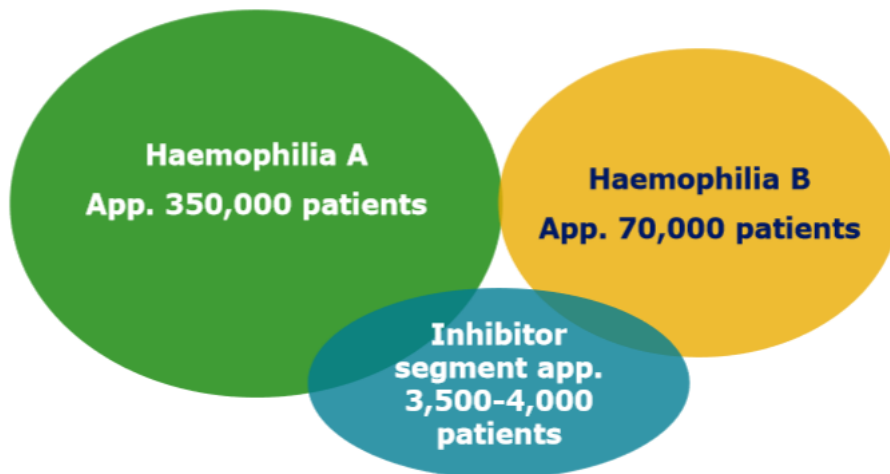 Haemophilia A
App. 350,000 patients
Haemophilia B
App. 70,000 patients
Inhibitor
segment app.
3,500-4,000
patients